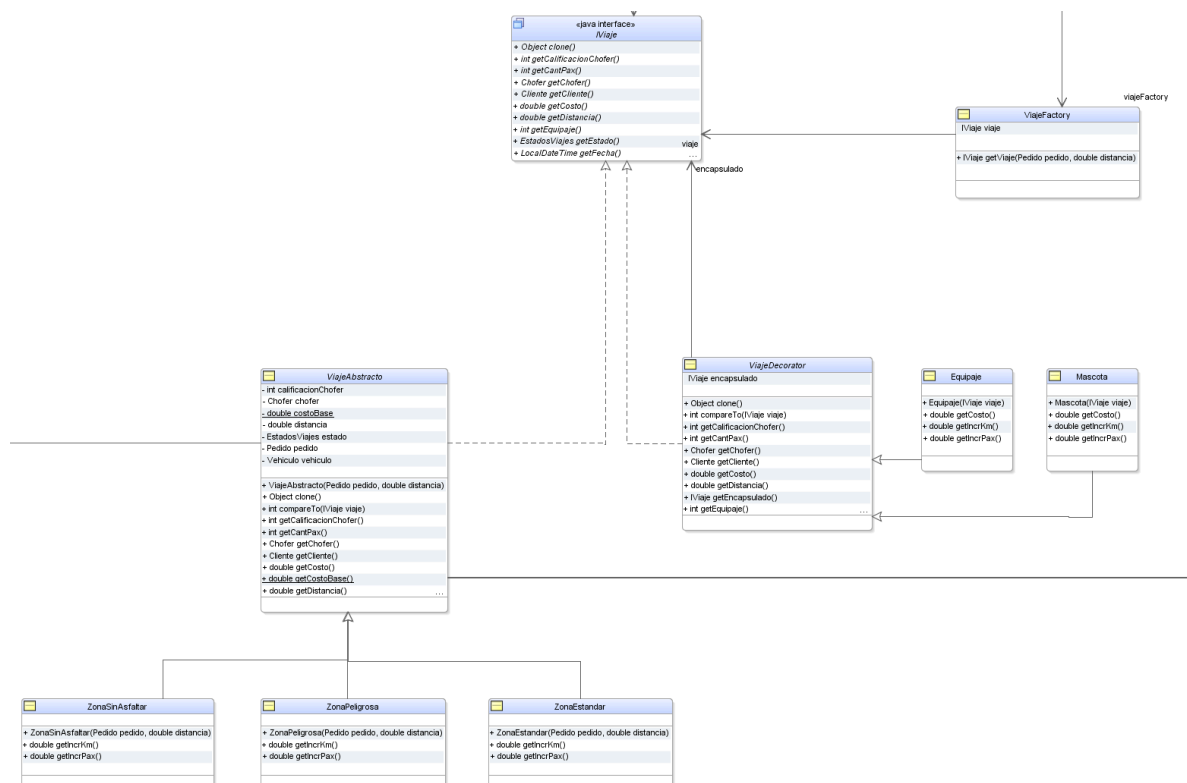 «java interface»
IViaje
+ Object clone()
+ int getCalificacionChofer()
+ int getCantPax()
+ Chofer getChofer()
+ Cliente getCliente()
+ double getCosto()
+ double getDistancia()
+ int getEquipaje()
+ EstadosViajes getEstado()
+ LocalDateTime getFecha()
...
viaje
encapsulado
viajeFactory
ViajeFactory
IViaje viaje
+ IViaje getViaje(Pedido pedido, double distancia)
ViajeAbstracto
- int calificacionChofer
- Chofer chofer
- double costoBase
- double distancia
- EstadosViajes estado
- Pedido pedido
- Vehiculo vehiculo
+ ViajeAbstracto(Pedido pedido, double distancia)
+ Object clone()
+ int compareTo(IViaje viaje)
+ int getCalificacionChofer()
+ int getCantPax()
+ Chofer getChofer()
+ Cliente getCliente()
+ double getCosto()
+ double getCostoBase()
+ double getDistancia()
...
ViajeDecorator
IViaje encapsulado
+ Object clone()
+ int compareTo(IViaje viaje)
+ int getCalificacionChofer()
+ int getCantPax()
+ Chofer getChofer()
+ Cliente getCliente()
+ double getCosto()
+ double getDistancia()
+ IViaje getEncapsulado()
+ int getEquipaje()
...
Equipaje
+ Equipaje(IViaje viaje)
+ double getCosto()
+ double getIncrKm()
+ double getIncrPax()
Mascota
+ Mascota(IViaje viaje)
+ double getCosto()
+ double getIncrKm()
+ double getIncrPax()
ZonaSinAsfaltar
+ ZonaSinAsfaltar(Pedido pedido, double distancia)
+ double getIncrKm()
+ double getIncrPax()
ZonaPeligrosa
+ ZonaPeligrosa(Pedido pedido, double distancia)
+ double getIncrKm()
+ double getIncrPax()
ZonaEstandar
+ ZonaEstandar(Pedido pedido, double distancia)
+ double getIncrKm()
+ double getIncrPax()